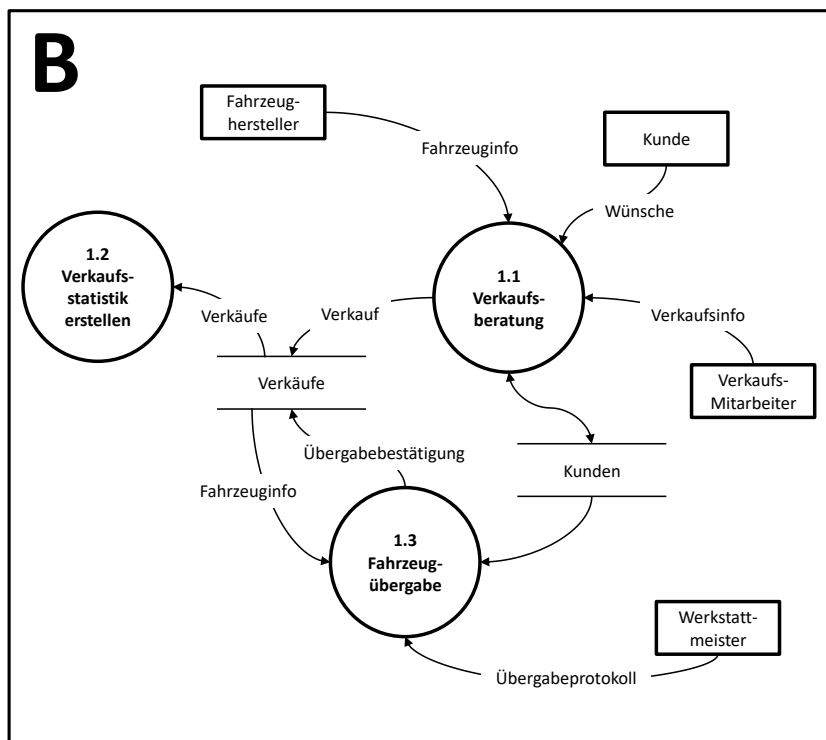 B
Fahrzeug-
hersteller
Kunde
Fahrzeuginfo
Wünsche
1.2
Verkaufs-
statistik
erstellen
1.1
Verkaufs-
beratung
Verkäufe
Verkauf
Verkaufsinfo
Verkäufe
Verkaufs-
Mitarbeiter
Übergabebestätigung
Kunden
Fahrzeuginfo
1.3
Fahrzeug-
übergabe
Werkstatt-
meister
Übergabeprotokoll